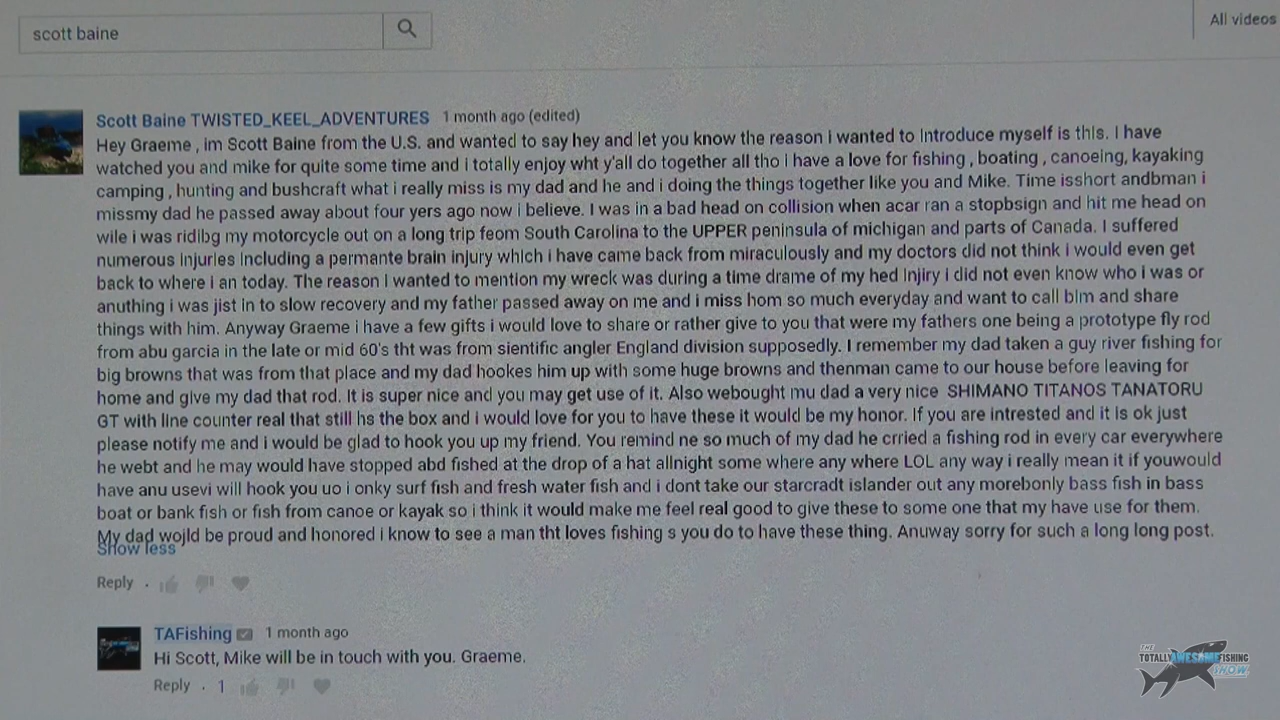 scott baine
All videos
Scott Baine TWISTED_KEEL_ADVENTURES 1 month ago (edited)
Hey Graeme , im Scott Baine from the U.S. and wanted to say hey and let you know the reason i wanted to Introduce myself is this. I have
watched you and mike for quite some time and i totally enjoy wht y'all do together all tho i have a love for fishing , boating , canoeing, kayaking
camping , hunting and bushcraft what i really miss is my dad and he and i doing the things together like you and Mike. Time isshort andbman i
missmy dad he passed away about four yers ago now i believe. I was in a bad head on collision when acar ran a stopbsign and hit me head on
wile i was ridibg my motorcycle out on a long trip feom South Carolina to the UPPER peninsula of michigan and parts of Canada. I suffered
numerous injuries including a permante brain injury which i have came back from miraculously and my doctors did not think i would even get
back to where i an today. The reason i wanted to mention my wreck was during a time drame of my hed Injiry i did not even know who i was or
anuthing i was jist in to slow recovery and my father passed away on me and i miss hom so much everyday and want to call bim and share
things with him. Anyway Graeme i have a few gifts i would love to share or rather give to you that were my fathers one being a prototype fly rod
from abu garcia in the late or mid 60's tht was from sientific angler England division supposedly. I remember my dad taken a guy river fishing for
big browns that was from that place and my dad hookes him up with some huge browns and thenman came to our house before leaving for
home and give my dad that rod. It is super nice and you may get use of it. Also webought mu dad a very nice SHIMANO TITANOS TANATORU
GT with line counter real that still hs the box and i would love for you to have these it would be my honor. If you are intrested and it is ok just
please notify me and i would be glad to hook you up my friend. You remind ne so much of my dad he crried a fishing rod in every car everywhere
he webt and he may would have stopped abd fished at the drop of a hat allnight some where any where LOL any way i really mean it if youwould
have anu usevi will hook you uo i onky surf fish and fresh water fish and i dont take our starcradt islander out any morebonly bass fish in bass
boat or bank fish or fish from canoe or kayak so i think it would make me feel real good to give these to some one that my have use for them.
My dad wojld be proud and honored i know to see a man tht loves fishing s you do to have these thing. Anuway sorry for such a long long post.
Show less
Reply .
TAFishing 1 month ago
Hi Scott, Mike will be in touch with you. Graeme.
Reply . 1
THE
TOTALLYAWESOMEFISHING
SHOW